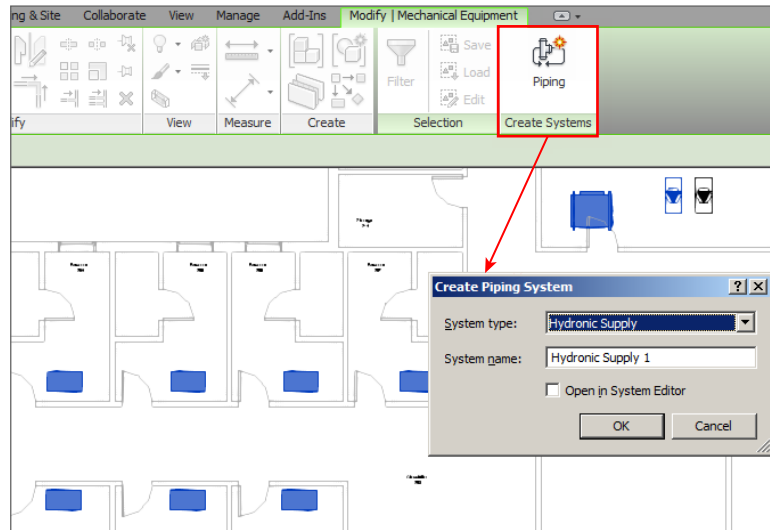 ng & Site Collaborate View Manage Add-Ins Modify | Mechanical Equipment
Save
Load
Filter
Edit
Piping
ify View Measure Create Selection Create Systems
Create Piping System
System type: Hydronic Supply
System name: Hydronic Supply 1
Open in System Editor
OK Cancel